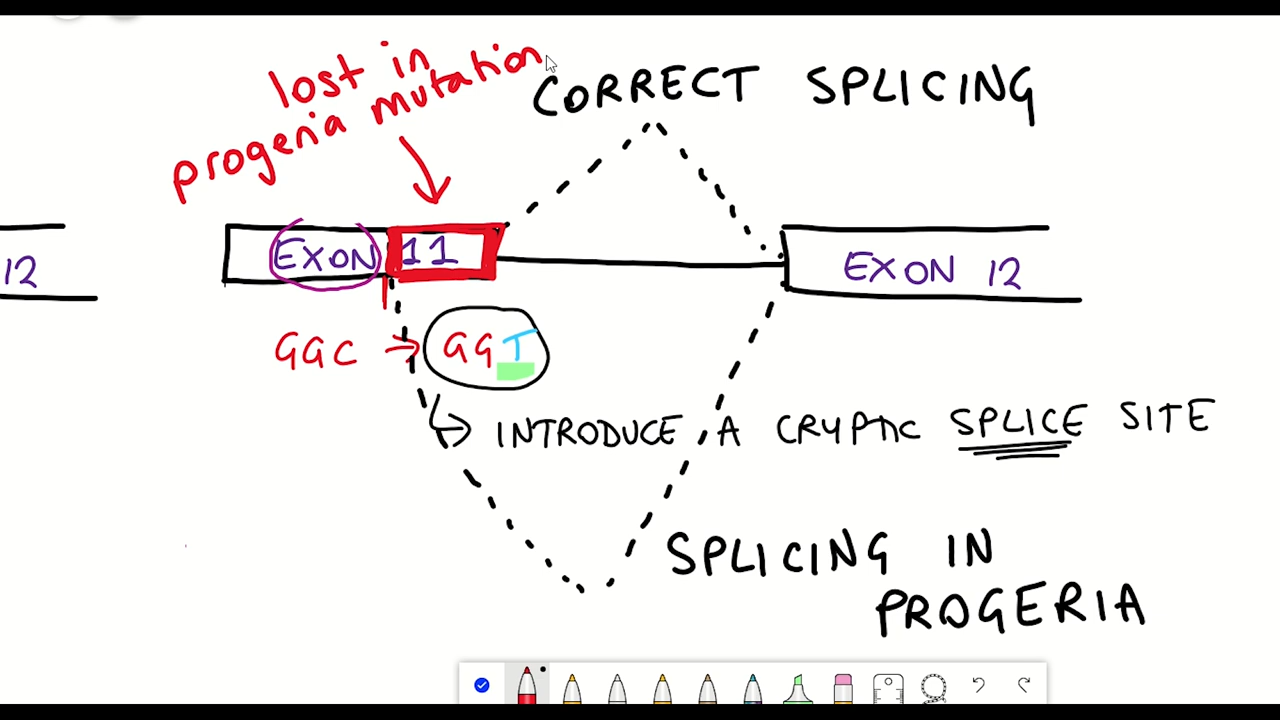 lost in
progeria mutation
CORRECT SPLICING
12
EXON 11
EXON 12
GGC → GGT
↳ INTRODUCE A CRYPTIC SPLICE SITE
SPLICING IN
PROGERIA